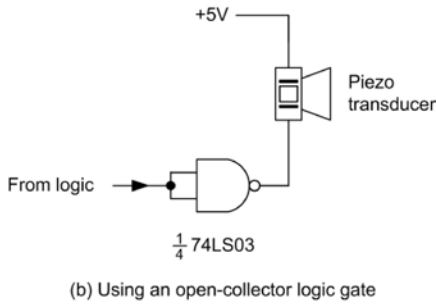 +5V
Piezo
transducer
From logic
1/4 74LS03
(b) Using an open-collector logic gate